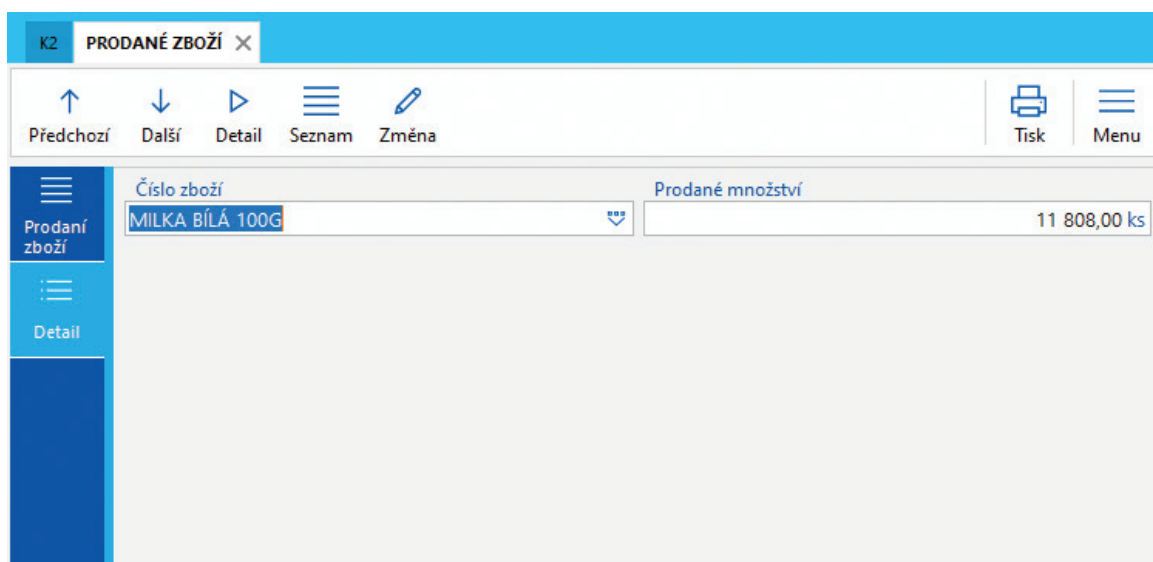 K2 PRODANÉ ZBOŽÍ
Předchozí Další Detail Seznam Změna Tisk Menu
Prodaní
zboží
Detail
Číslo zboží Prodané množství
MILKA BÍLÁ 100G 11 808,00 ks